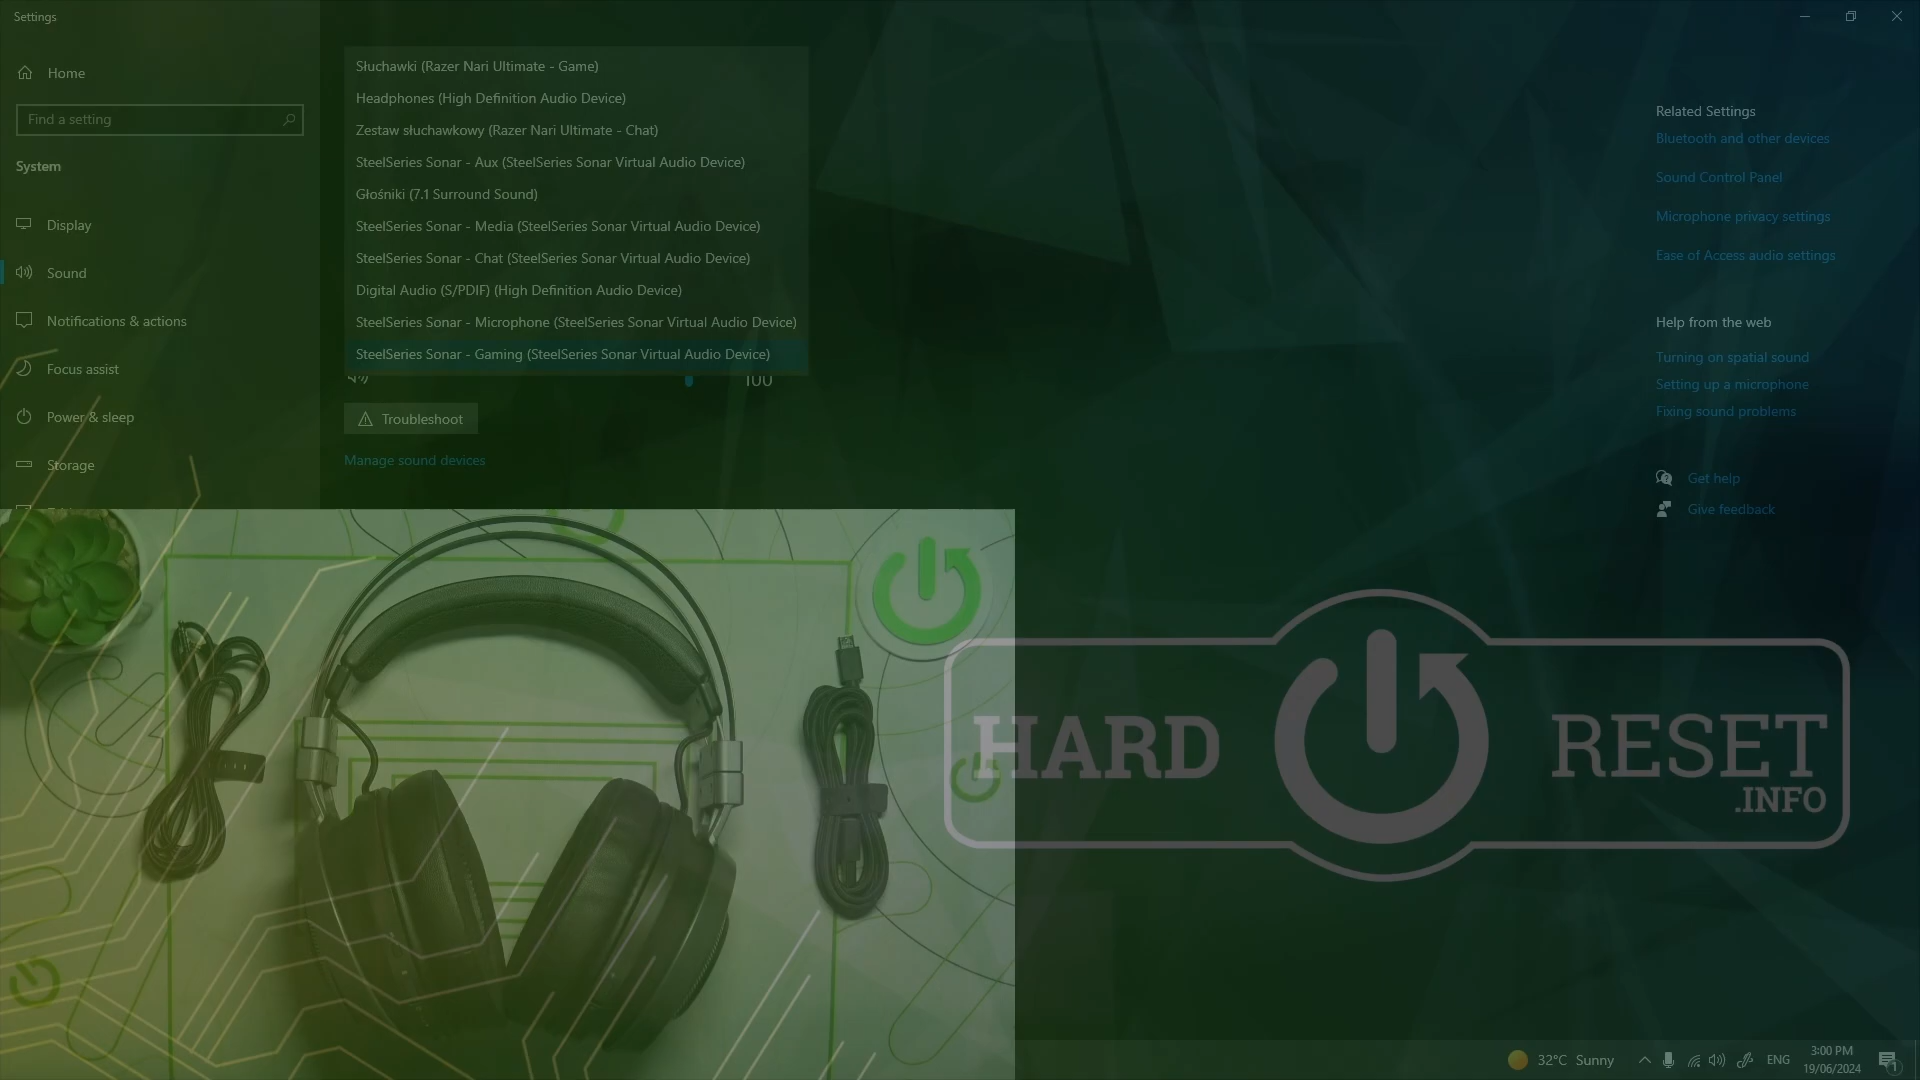 Settings
Home
Find a setting
System
Display
Sound
Notifications & actions
Focus assist
Power & sleep
Storage
Słuchawki (Razer Nari Ultimate - Game)
Headphones (High Definition Audio Device)
Zestaw słuchawkowy (Razer Nari Ultimate - Chat)
SteelSeries Sonar - Aux (SteelSeries Sonar Virtual Audio Device)
Głośniki (7.1 Surround Sound)
SteelSeries Sonar - Media (SteelSeries Sonar Virtual Audio Device)
SteelSeries Sonar - Chat (SteelSeries Sonar Virtual Audio Device)
Digital Audio (S/PDIF) (High Definition Audio Device)
SteelSeries Sonar - Microphone (SteelSeries Sonar Virtual Audio Device)
SteelSeries Sonar - Gaming (SteelSeries Sonar Virtual Audio Device)
100
Troubleshoot
Manage sound devices
Related Settings
Bluetooth and other devices
Sound Control Panel
Microphone privacy settings
Ease of Access audio settings
Help from the web
Turning on spatial sound
Setting up a microphone
Fixing sound problems
Get help
Give feedback
HARD RESET
.INFO
32°C Sunny
ENG
3:00 PM
19/06/2024
1